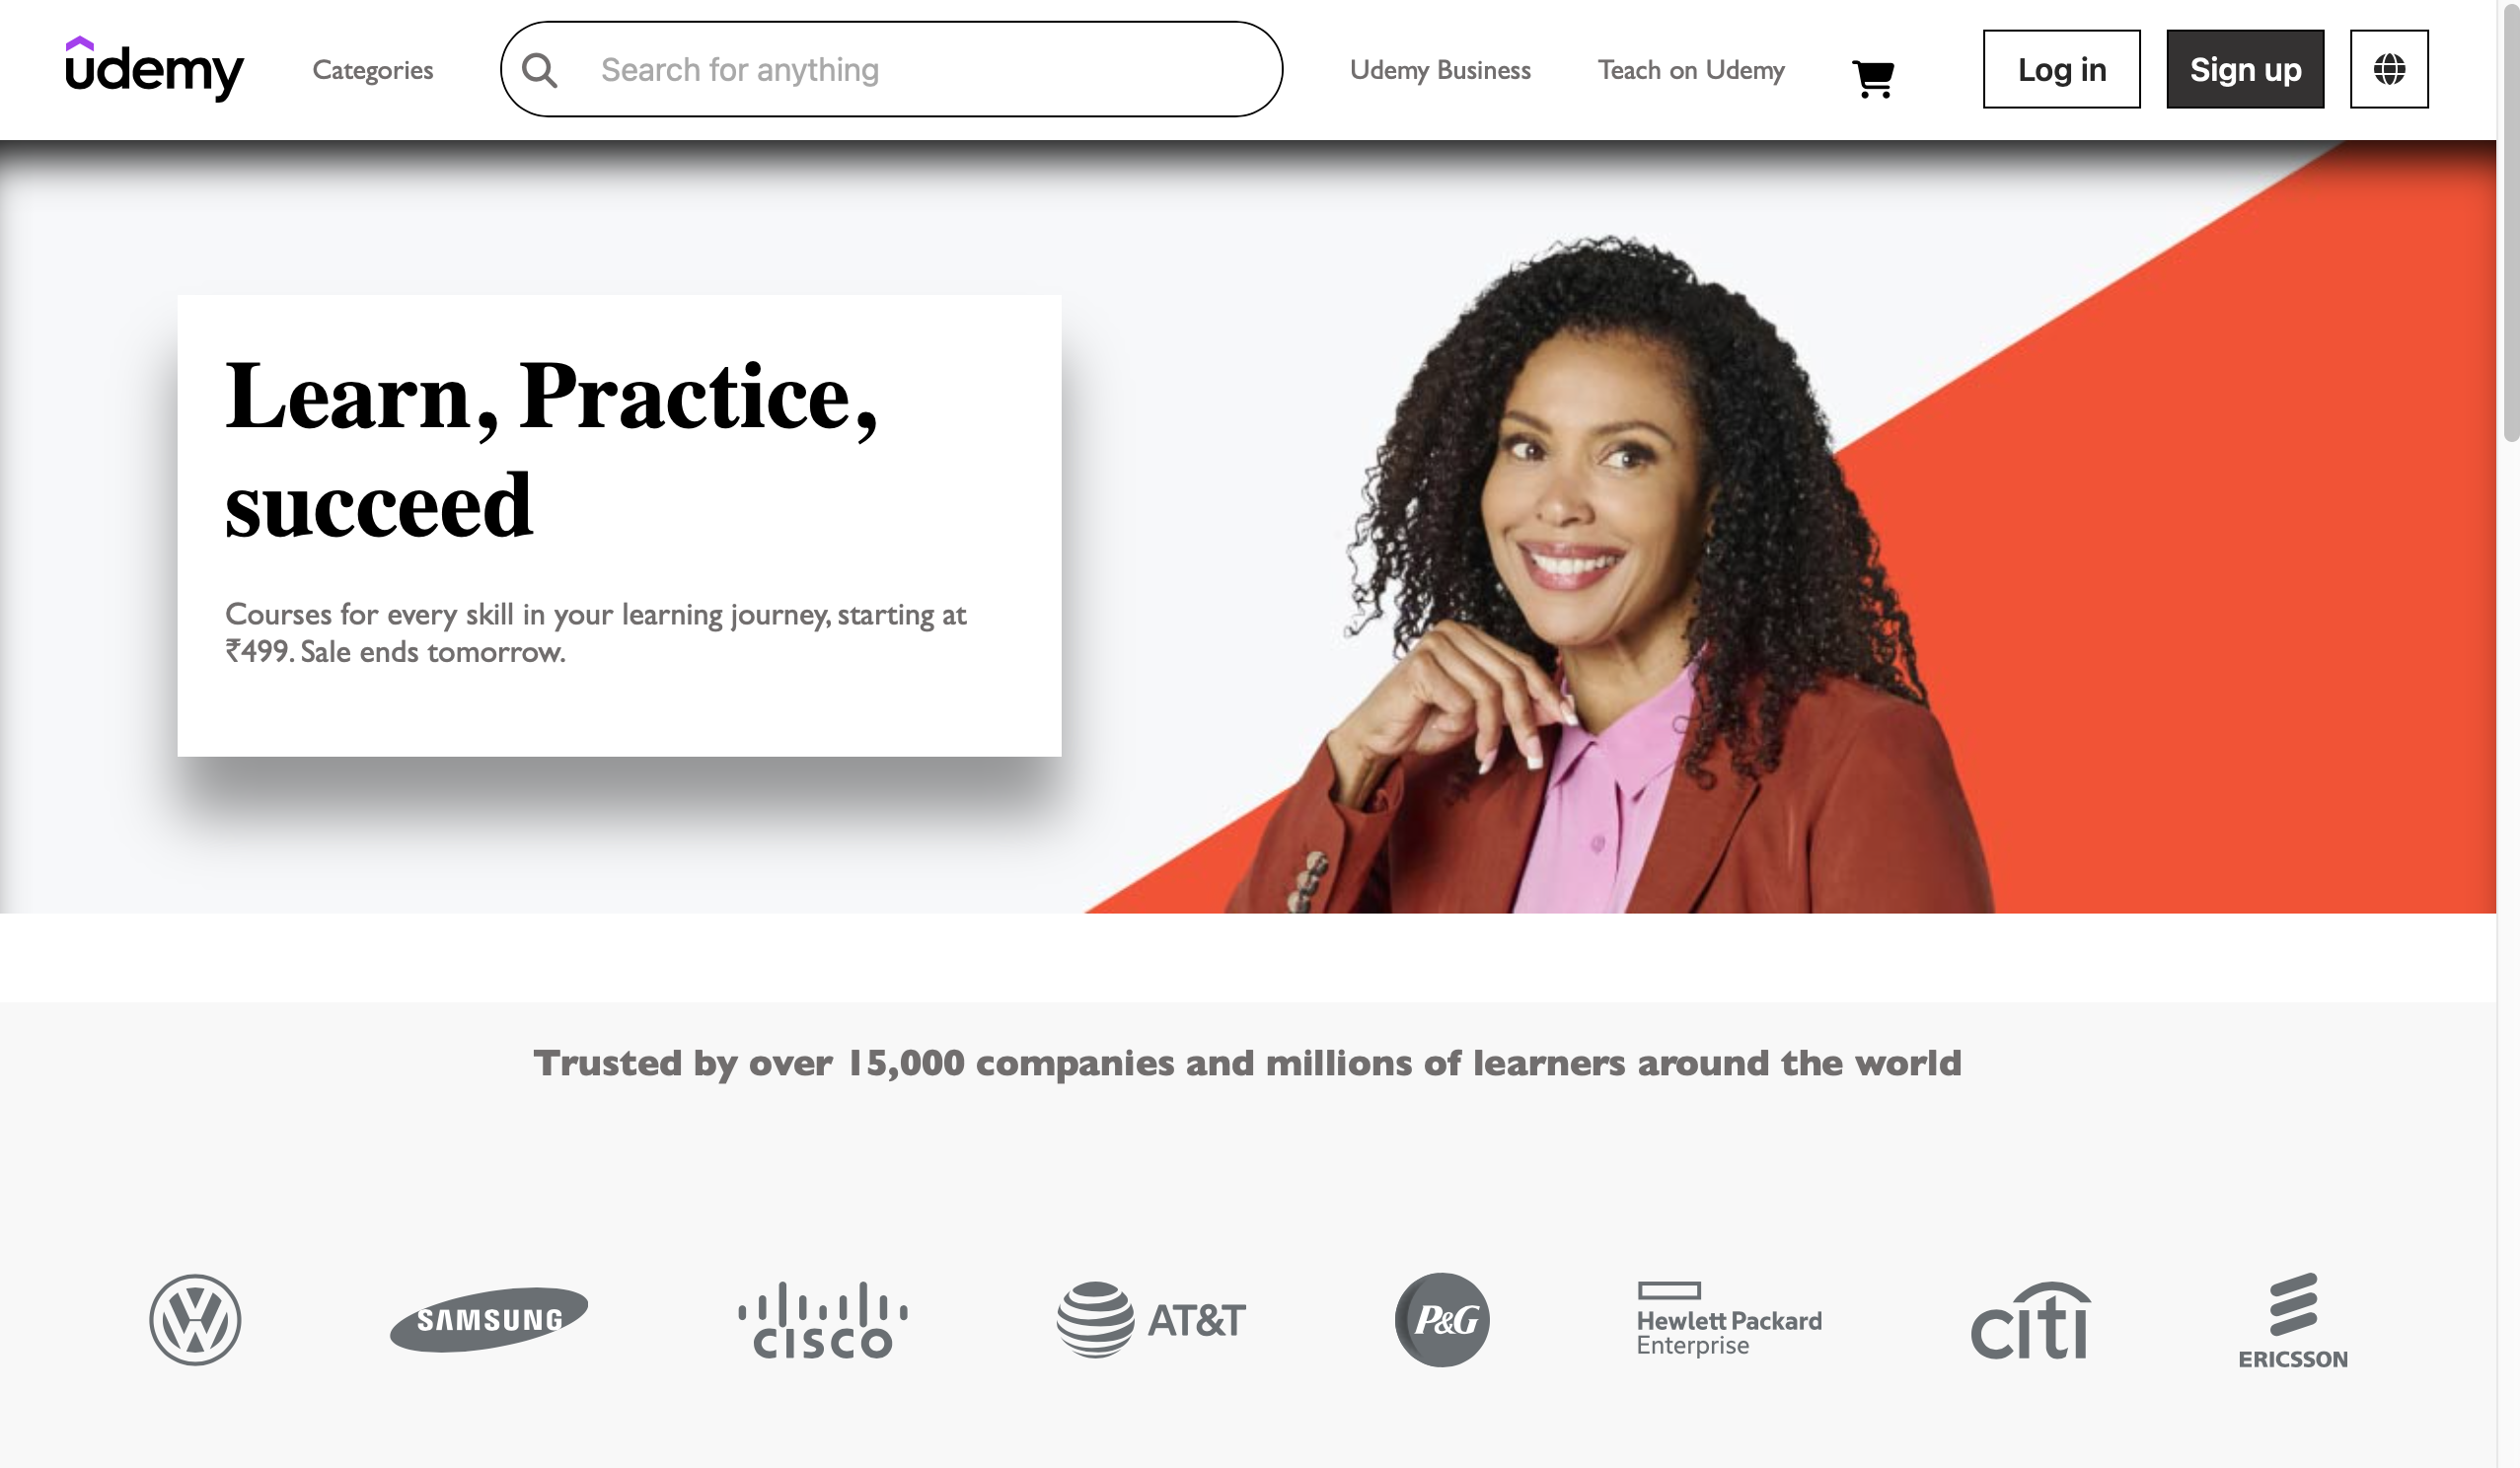 udemy
Categories
Search for anything
Udemy Business
Teach on Udemy
Log in
Sign up
Learn, Practice,
succeed
Courses for every skill in your learning journey, starting at
₹499. Sale ends tomorrow.
Trusted by over 15,000 companies and millions of learners around the world
VW
SAMSUNG
CISCO
AT&T
P&G
Hewlett Packard
Enterprise
citi
ERICSSON